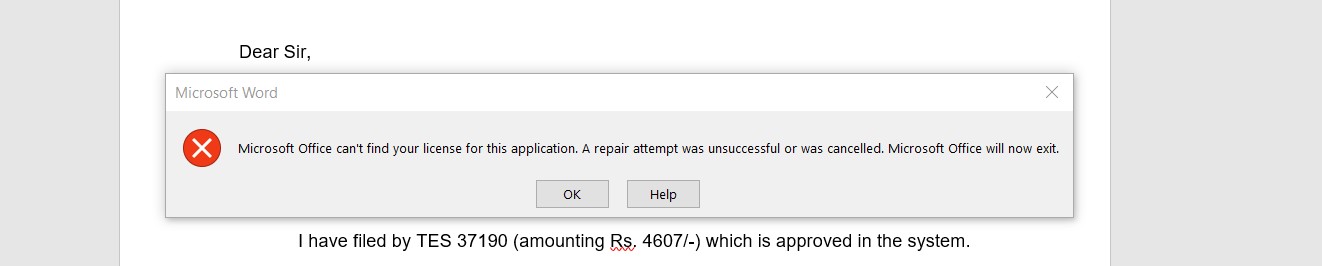 Dear Sir,
Microsoft Word
Microsoft Office can't find your license for this application. A repair attempt was unsuccessful or was cancelled. Microsoft Office will now exit.
OK
Help
I have filed by TES 37190 (amounting Rs. 4607/-) which is approved in the system.